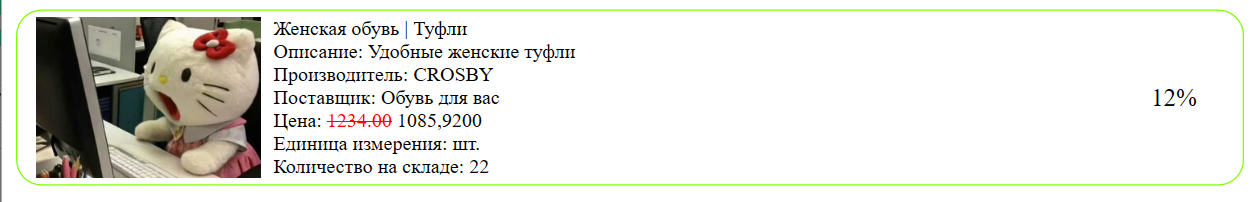 Женская обувь | Туфли
Описание: Удобные женские туфли
Производитель: CROSBY
Поставщик: Обувь для вас
Цена: 1234.00 1085,9200
Единица измерения: шт.
Количество на складе: 22
12%